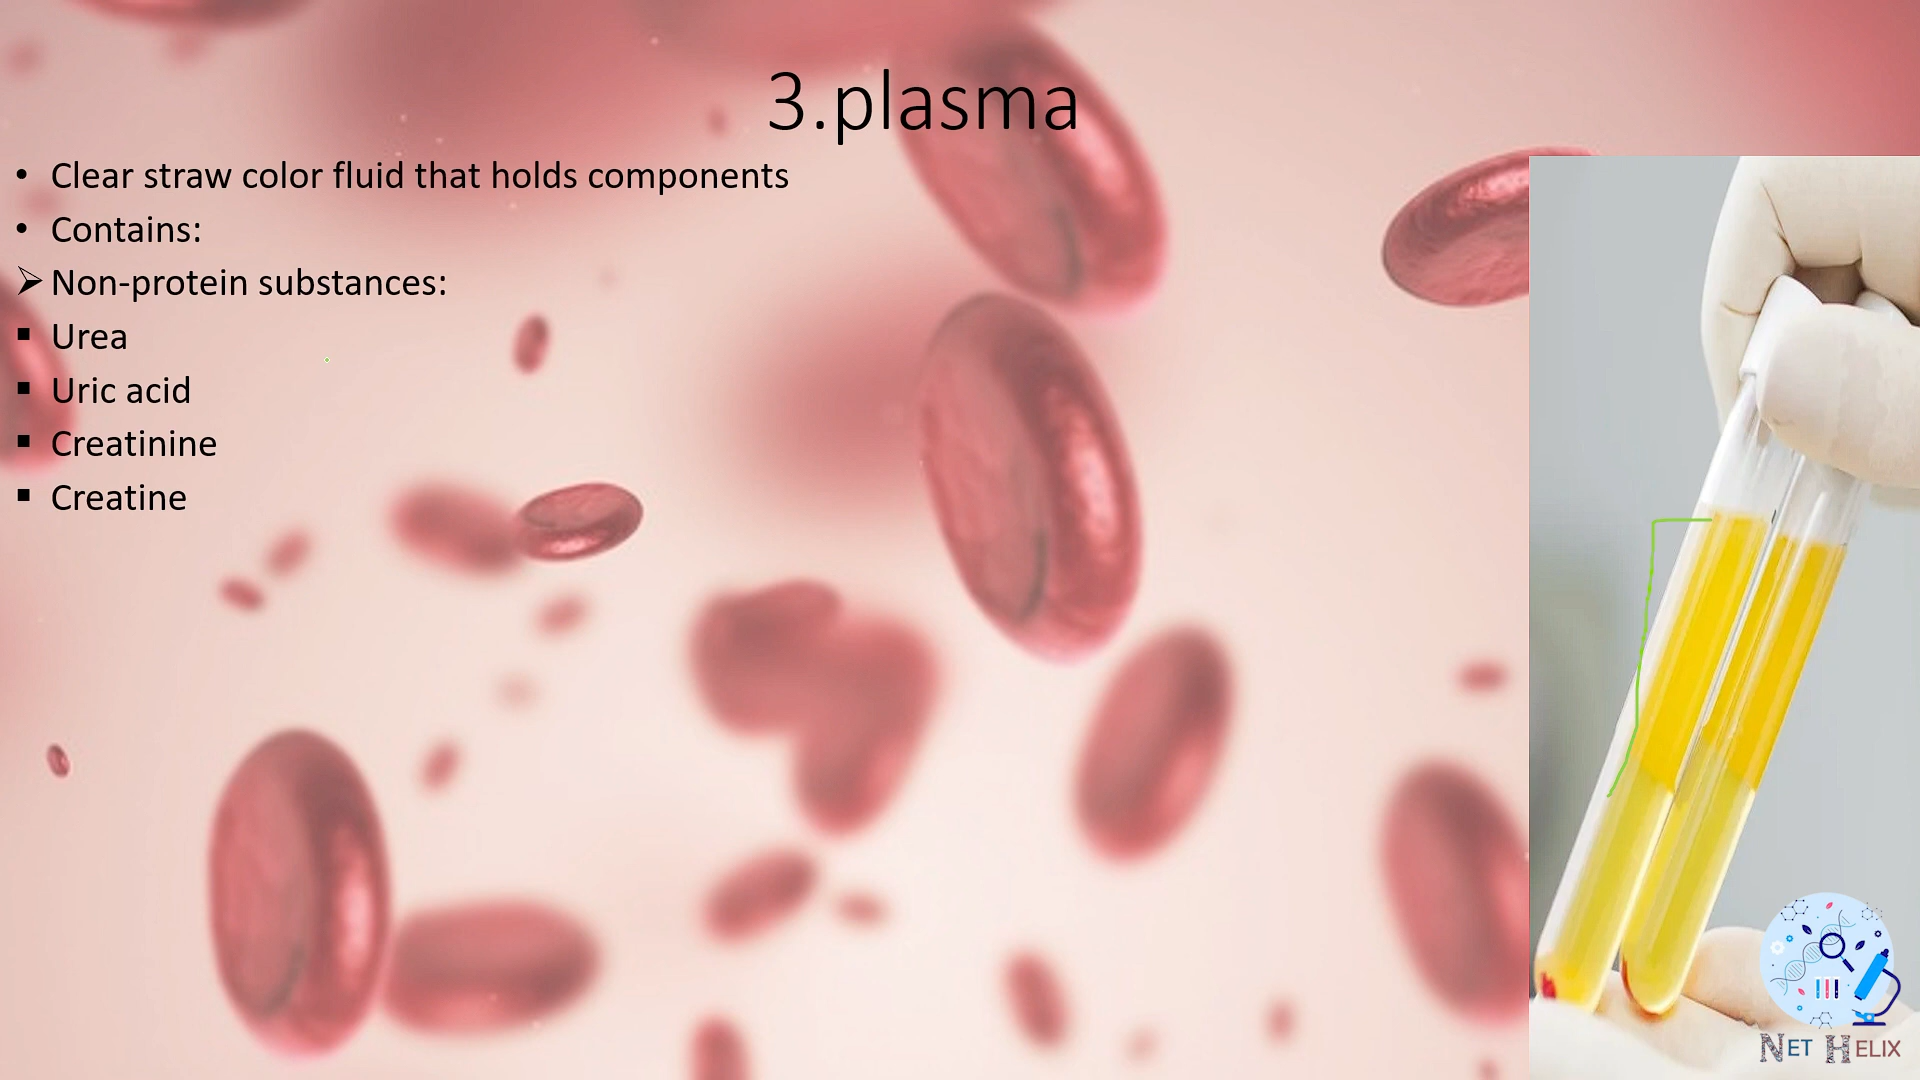 3.plasma
• Clear straw color fluid that holds components
• Contains:
➢ Non-protein substances:
▪ Urea
▪ Uric acid
▪ Creatinine
▪ Creatine
NET HELIX